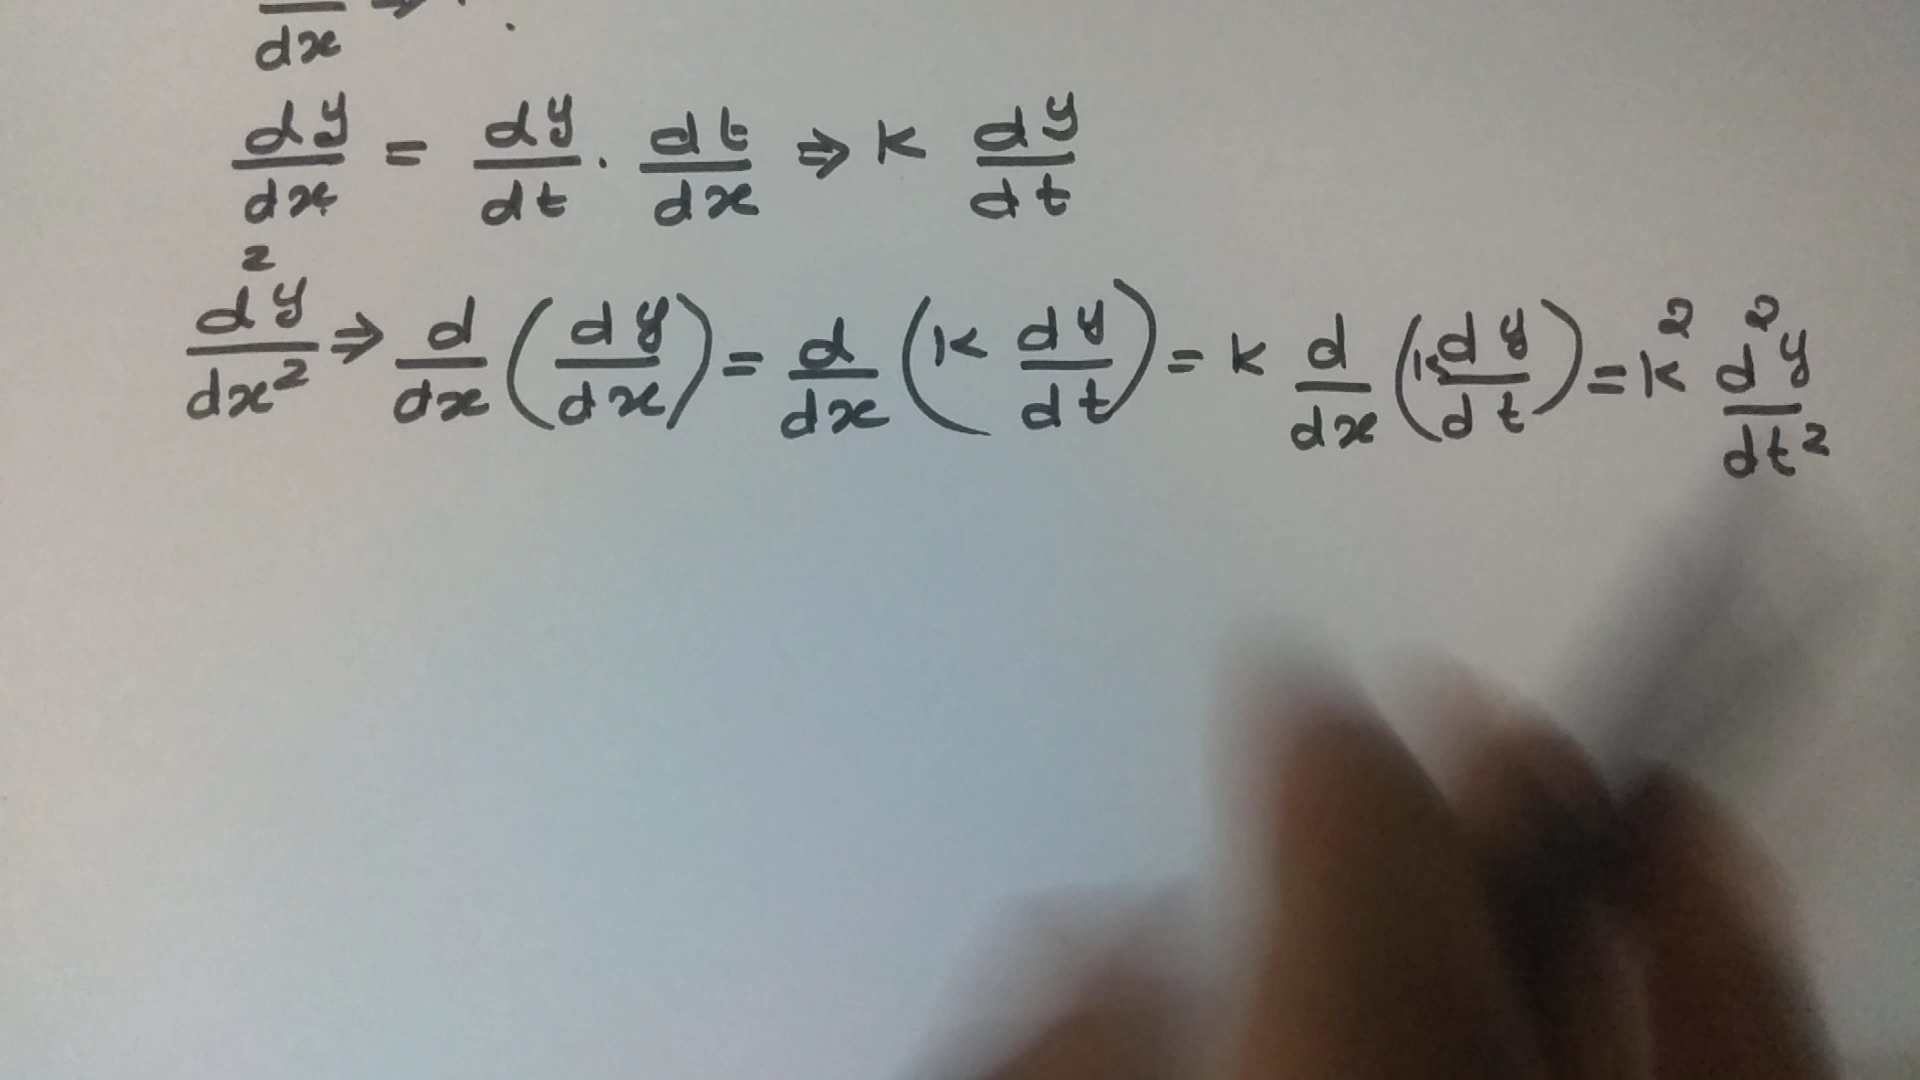 dx ⇒
dy/dx = dy/dt . dt/dx ⇒ K dy/dt
d²y/dx² ⇒ d/dx (dy/dx) = d/dx (K dy/dt) = K d/dx (K dy/dt) = K² d²y/dt²